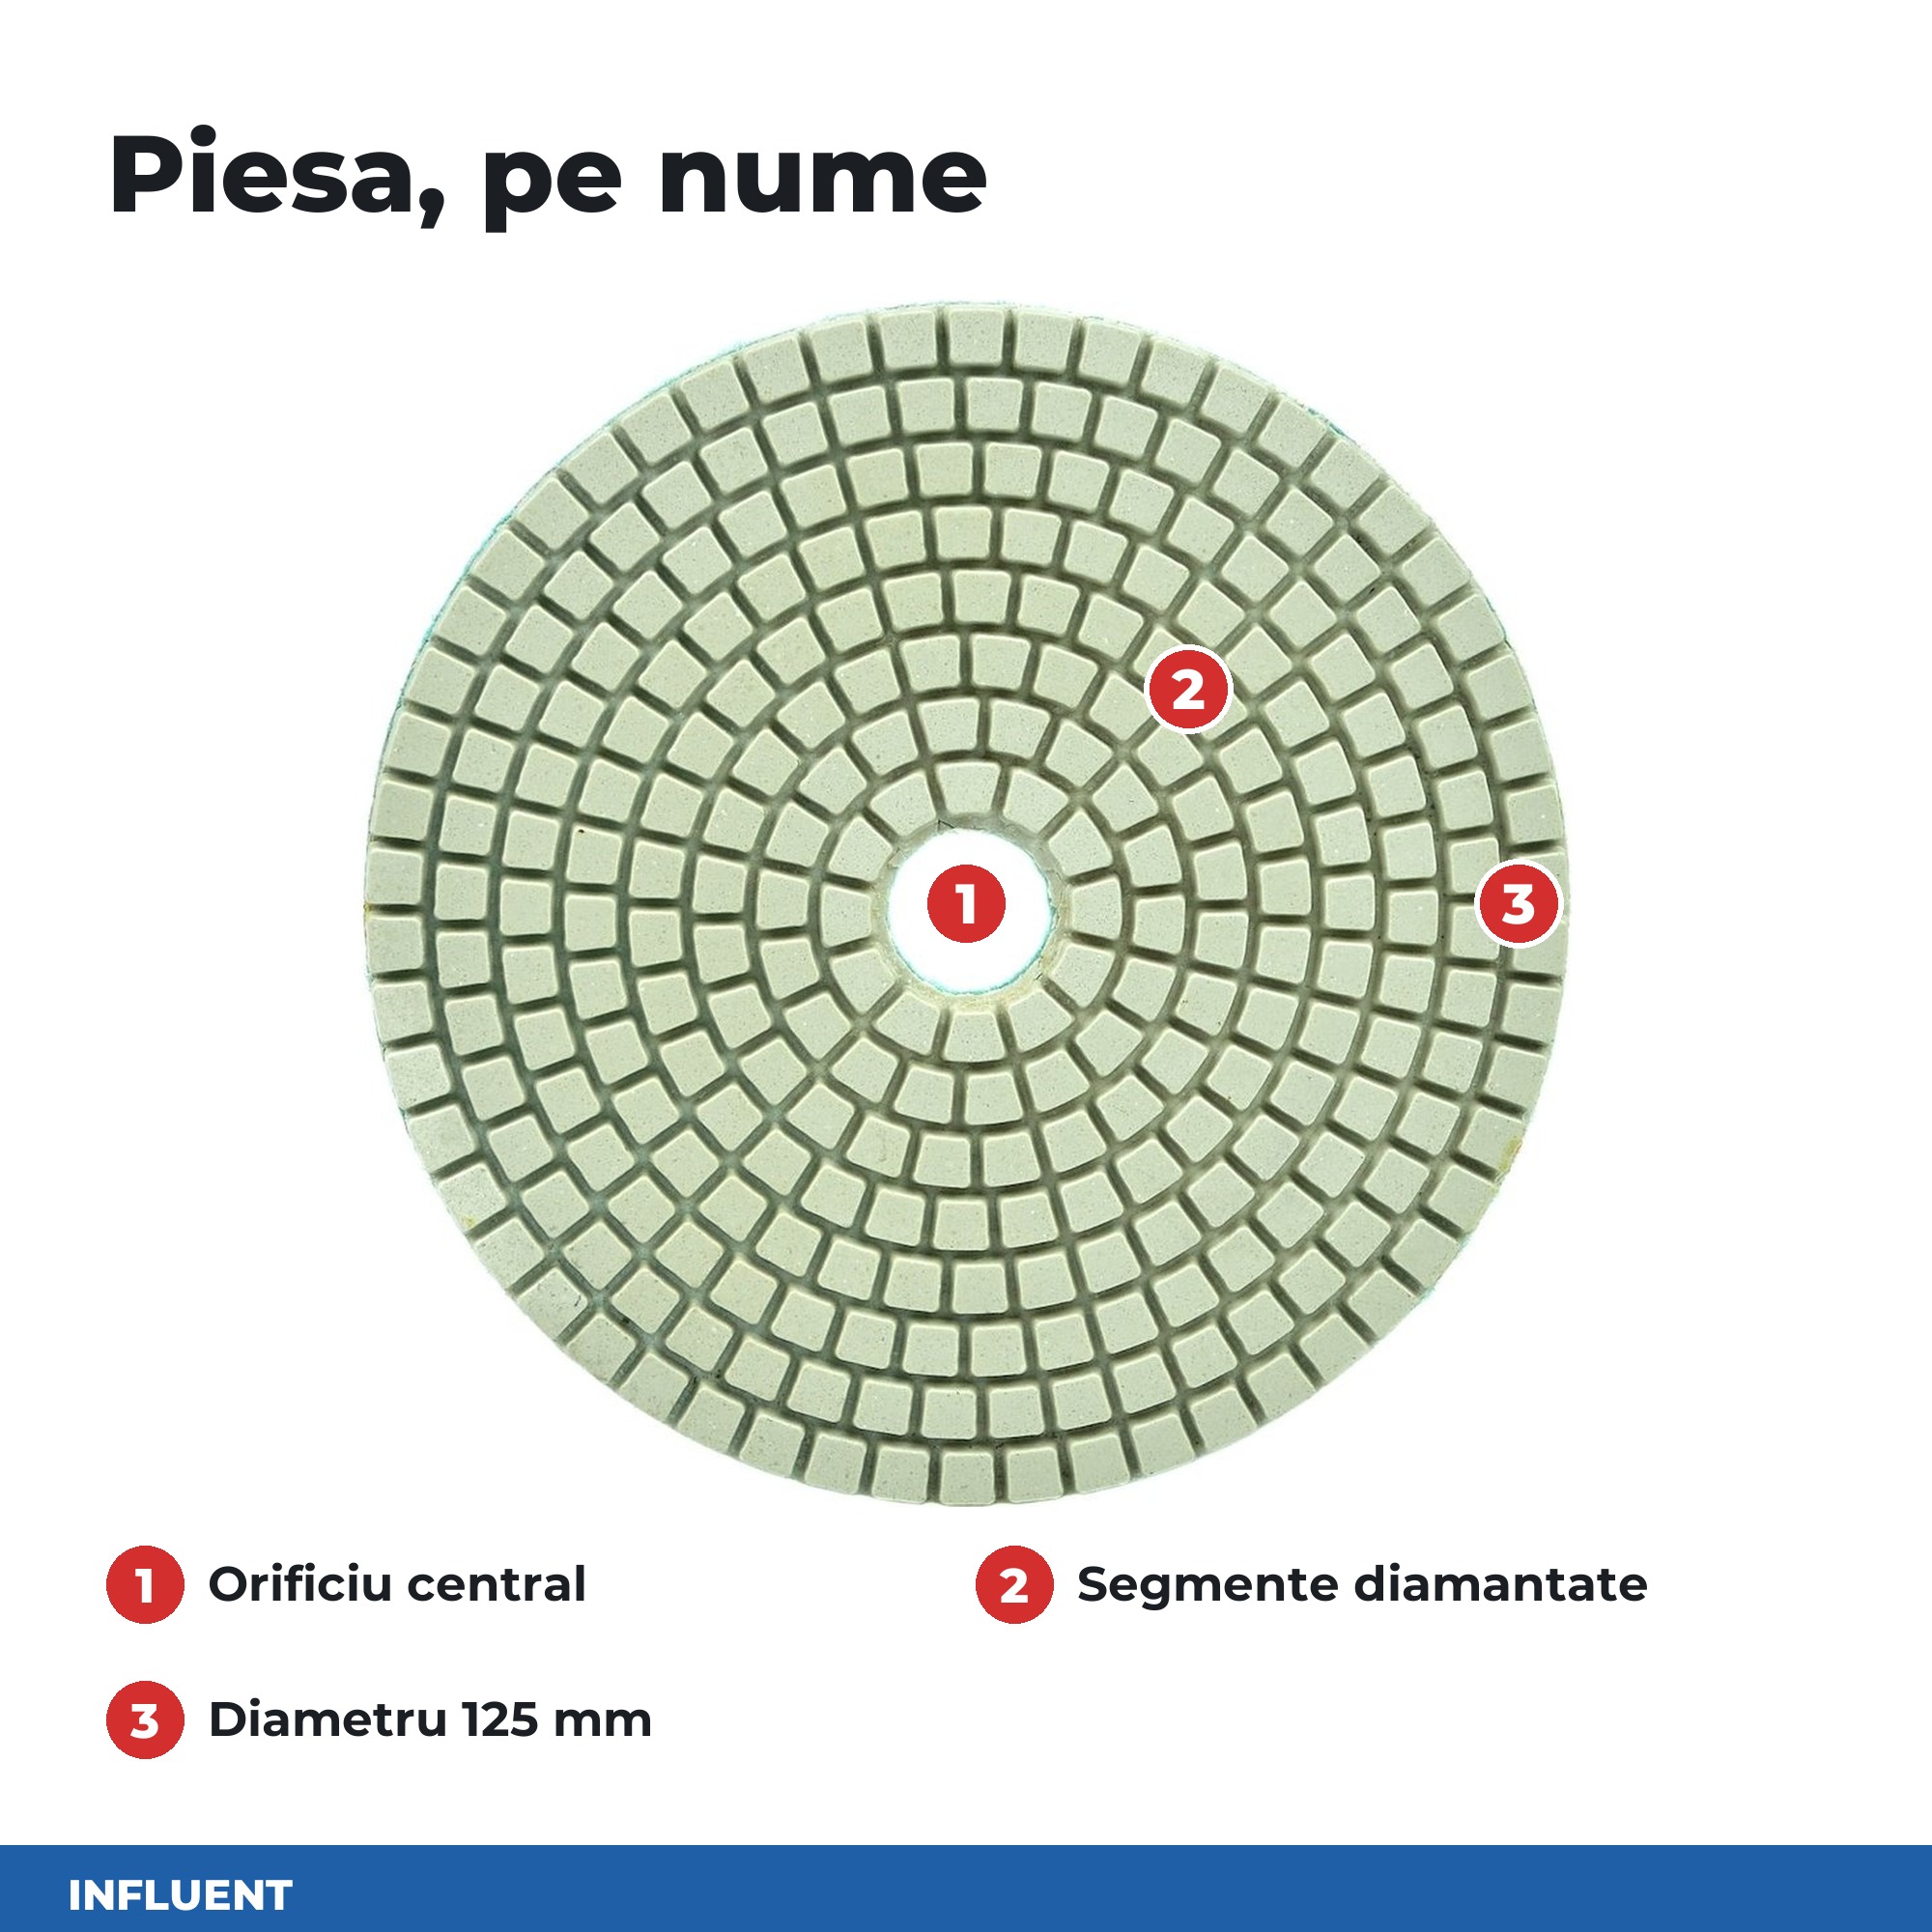 Piesa, pe nume
2
1
3
1 Orificiu central
2 Segmente diamantate
3 Diametru 125 mm
INFLUENT